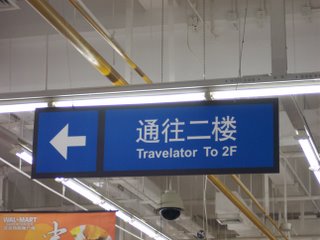 通往二楼
Travelator To 2F
WAL★MART